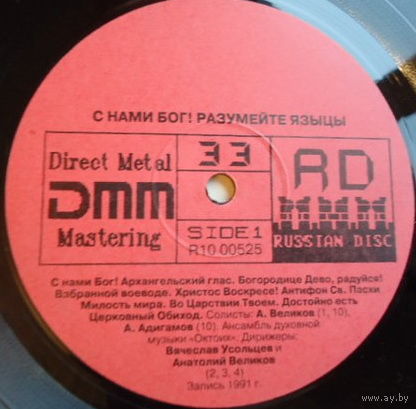 С НАМИ БОГ! РАЗУМЕЙТЕ ЯЗЫЦЫ
Direct Metal
DMM
Mastering
33
SIDE 1
R10 00525
RD
RUSSIAN DISC
С нами Бог! Архангельский глас. Богородице Дево, радуйся!
Взбранной воеводе. Христос Воскресе! Антифон Св. Пасхи
Милость мира. Во Царствии Твоем. Достойно есть
Церковный Обиход. Солисты: А. Великов (1, 10),
А. Адигамов (10). Ансамбль духовной
музыки «Октоих». Дирижеры:
Вячеслав Усольцев и
Анатолий Великов
(2, 3, 4)
Запись 1991 г.
www.ay.by